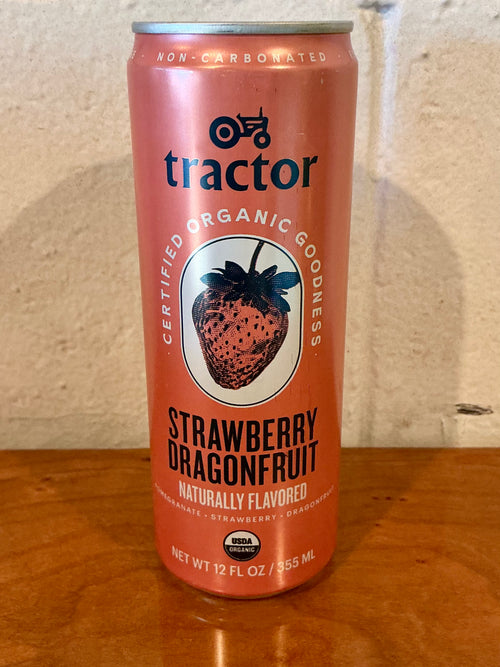 · NON-CARBONATED ·
tractor
· CERTIFIED ORGANIC GOODNESS ·
STRAWBERRY
DRAGONFRUIT
NATURALLY FLAVORED
POMEGRANATE · STRAWBERRY · DRAGONFRUIT
USDA
ORGANIC
NET WT 12 FL OZ / 355 ML